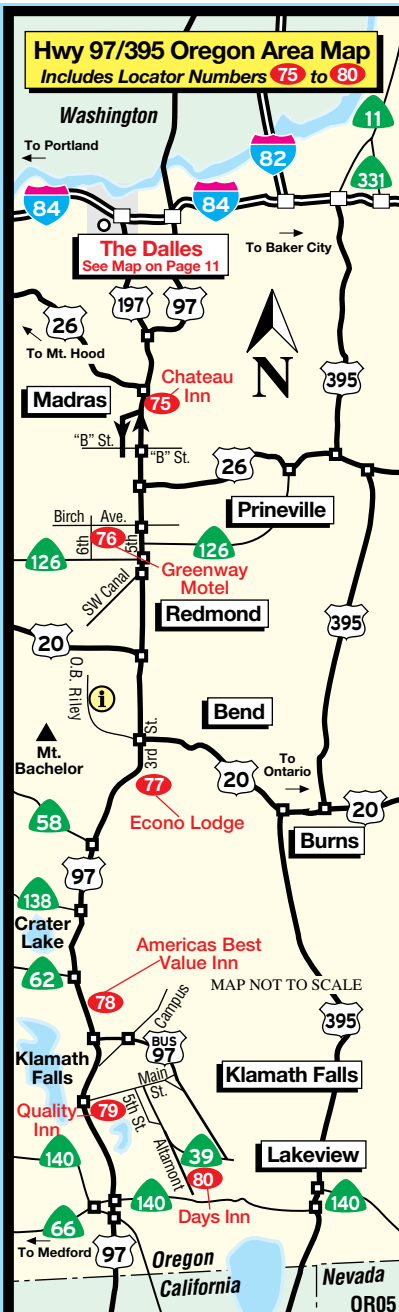 Hwy 97/395 Oregon Area Map
Includes Locator Numbers 75 to 80
Washington
11
To Portland
82
331
84
84
The Dalles
See Map on Page 11
To Baker City
197
97
26
To Mt. Hood
N
395
Chateau
Inn
75
Madras
"B" St.
"B" St.
26
Prineville
Birch Ave.
6th
76
5th
126
126
Greenway
Motel
SW Canal
Redmond
395
20
O.B. Riley
i
Bend
3rd St.
Mt.
Bachelor
To
Ontario
77
20
20
Econo Lodge
58
Burns
97
138
Crater
Lake
Americas Best
Value Inn
62
78
MAP NOT TO SCALE
Campus
395
BUS
97
Klamath
Falls
Main
St.
Klamath Falls
Quality
Inn
79
5th St.
Altamont
39
140
Lakeview
80
140
140
Days Inn
66
To Medford
97
Oregon
California
Nevada
OR05